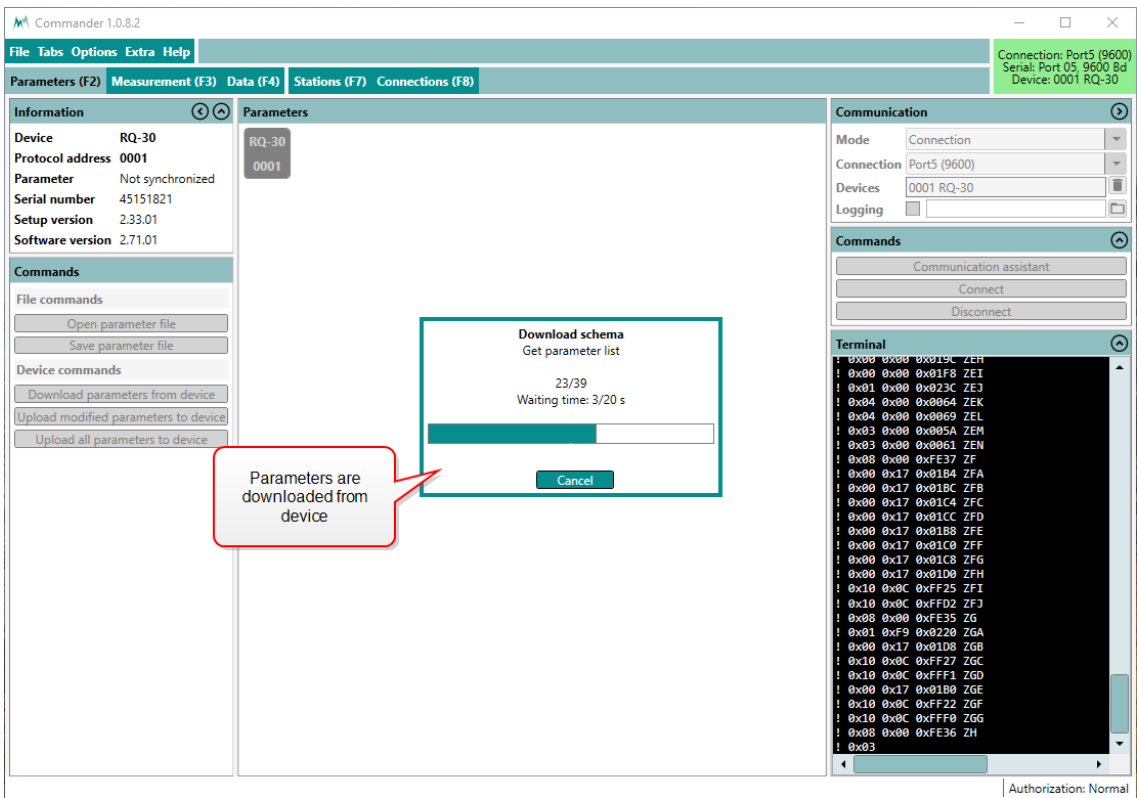 Commander 1.0.8.2
File Tabs Options Extra Help
Connection: Port5 (9600)
Serial: Port 05, 9600 Bd
Device: 0001 RQ-30
Parameters (F2) Measurement (F3) Data (F4) Stations (F7) Connections (F8)
Information
Device RQ-30
Protocol address 0001
Parameter Not synchronized
Serial number 45151821
Setup version 2.33.01
Software version 2.71.01
Commands
File commands
Open parameter file
Save parameter file
Device commands
Download parameters from device
Upload modified parameters to device
Upload all parameters to device
Parameters
RQ-30
0001
Download schema
Get parameter list
23/39
Waiting time: 3/20 s
Cancel
Parameters are
downloaded from
device
Communication
Mode Connection
Connection Port5 (9600)
Devices 0001 RQ-30
Logging
Commands
Communication assistant
Connect
Disconnect
Terminal
! 0x00 0x00 0x019C ZEH
! 0x00 0x00 0x01F8 ZEI
! 0x01 0x00 0x023C ZEJ
! 0x04 0x00 0x0064 ZEK
! 0x04 0x00 0x0069 ZEL
! 0x03 0x00 0x005A ZEM
! 0x03 0x00 0x0061 ZEN
! 0x08 0x00 0xFE37 ZF
! 0x00 0x17 0x01B4 ZFA
! 0x00 0x17 0x01BC ZFB
! 0x00 0x17 0x01C4 ZFC
! 0x00 0x17 0x01CC ZFD
! 0x00 0x17 0x01B8 ZFE
! 0x00 0x17 0x01C0 ZFF
! 0x00 0x17 0x01C8 ZFG
! 0x00 0x17 0x01D0 ZFH
! 0x10 0x0C 0xFF25 ZFI
! 0x10 0x0C 0xFFD2 ZFJ
! 0x08 0x00 0xFE35 ZG
! 0x01 0xF9 0x0220 ZGA
! 0x00 0x17 0x01D8 ZGB
! 0x10 0x0C 0xFF27 ZGC
! 0x10 0x0C 0xFFF1 ZGD
! 0x00 0x17 0x01B0 ZGE
! 0x10 0x0C 0xFF22 ZGF
! 0x10 0x0C 0xFFF0 ZGG
! 0x08 0x00 0xFE36 ZH
! 0x03
Authorization: Normal